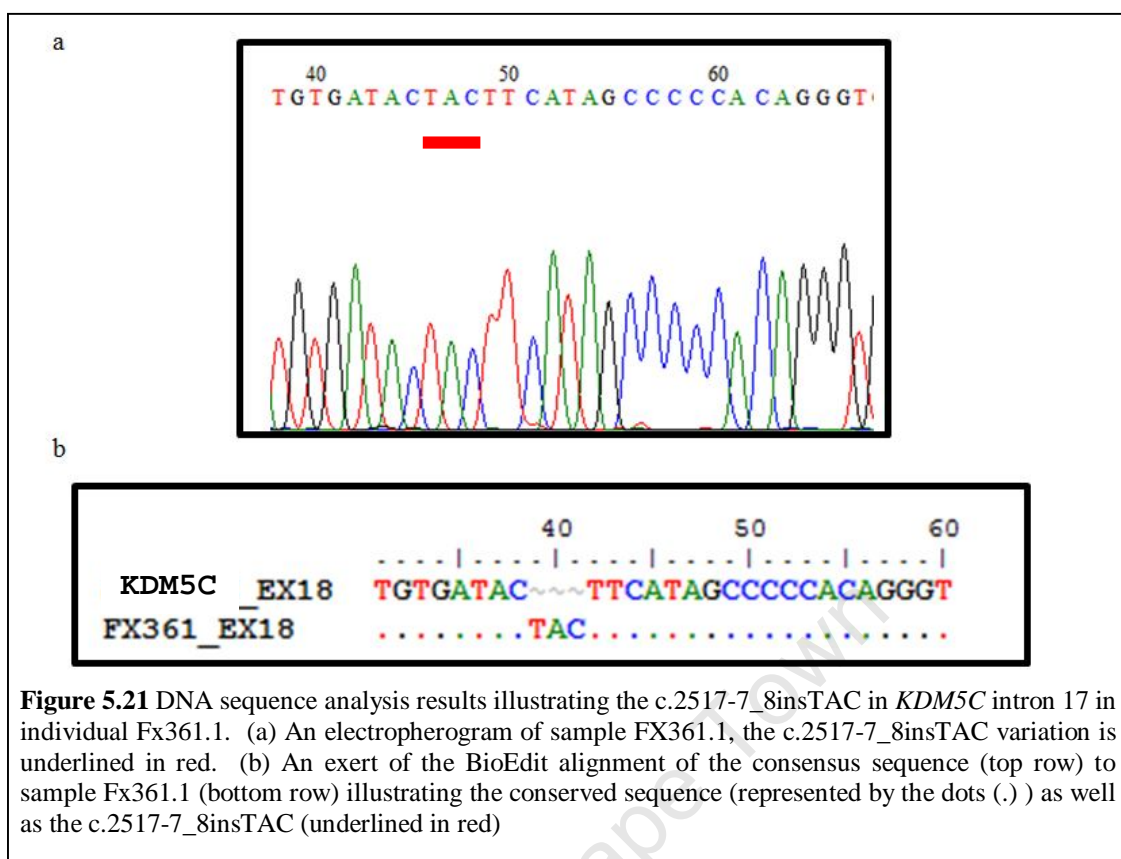 a
40 50 60
TGTGATACTACTTCATAGCCCCCACAGGGT
b
40 50 60
....|....|....|....|....|....|
KDM5C _EX18 TGTGATAC~~~TTCATAGCCCCCACAGGGT
FX361_EX18 ........TAC...................
Figure 5.21 DNA sequence analysis results illustrating the c.2517-7_8insTAC in KDM5C intron 17 in
individual Fx361.1. (a) An electropherogram of sample FX361.1, the c.2517-7_8insTAC variation is
underlined in red. (b) An exert of the BioEdit alignment of the consensus sequence (top row) to
sample Fx361.1 (bottom row) illustrating the conserved sequence (represented by the dots (.) ) as well
as the c.2517-7_8insTAC (underlined in red)
ape Town